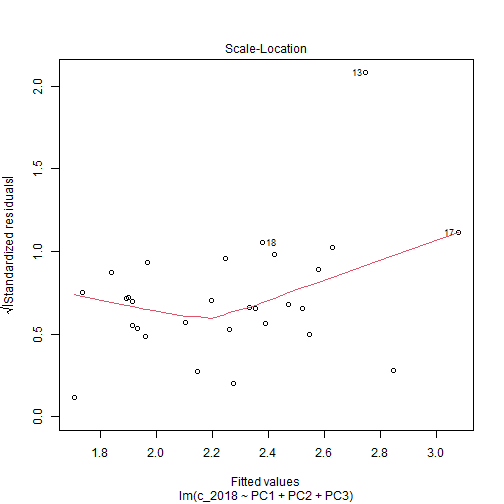 Scale-Location
√|Standardized residuals|
2.0
1.5
1.0
0.5
0.0
13
18
17
1.8 2.0 2.2 2.4 2.6 2.8 3.0
Fitted values
lm(c_2018 ~ PC1 + PC2 + PC3)